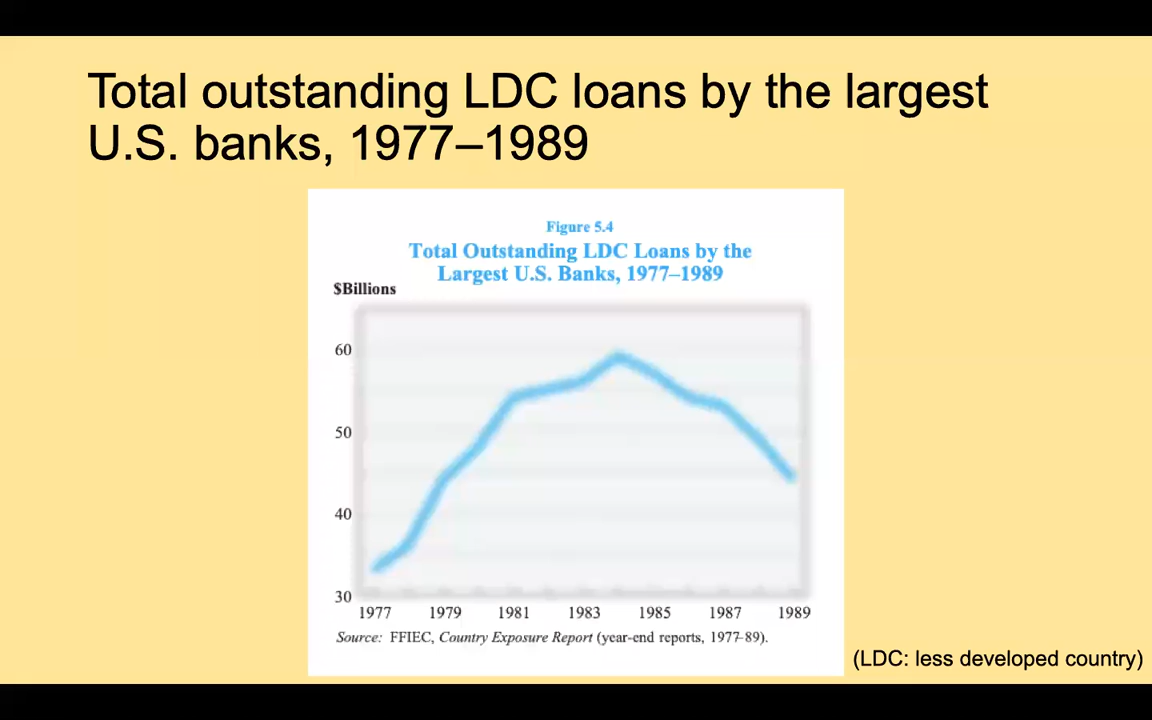 Total outstanding LDC loans by the largest
U.S. banks, 1977–1989
Figure 5.4
Total Outstanding LDC Loans by the
Largest U.S. Banks, 1977–1989
$Billions
60
50
40
30
1977 1979 1981 1983 1985 1987 1989
Source: FFIEC, Country Exposure Report (year-end reports, 1977-89).
(LDC: less developed country)